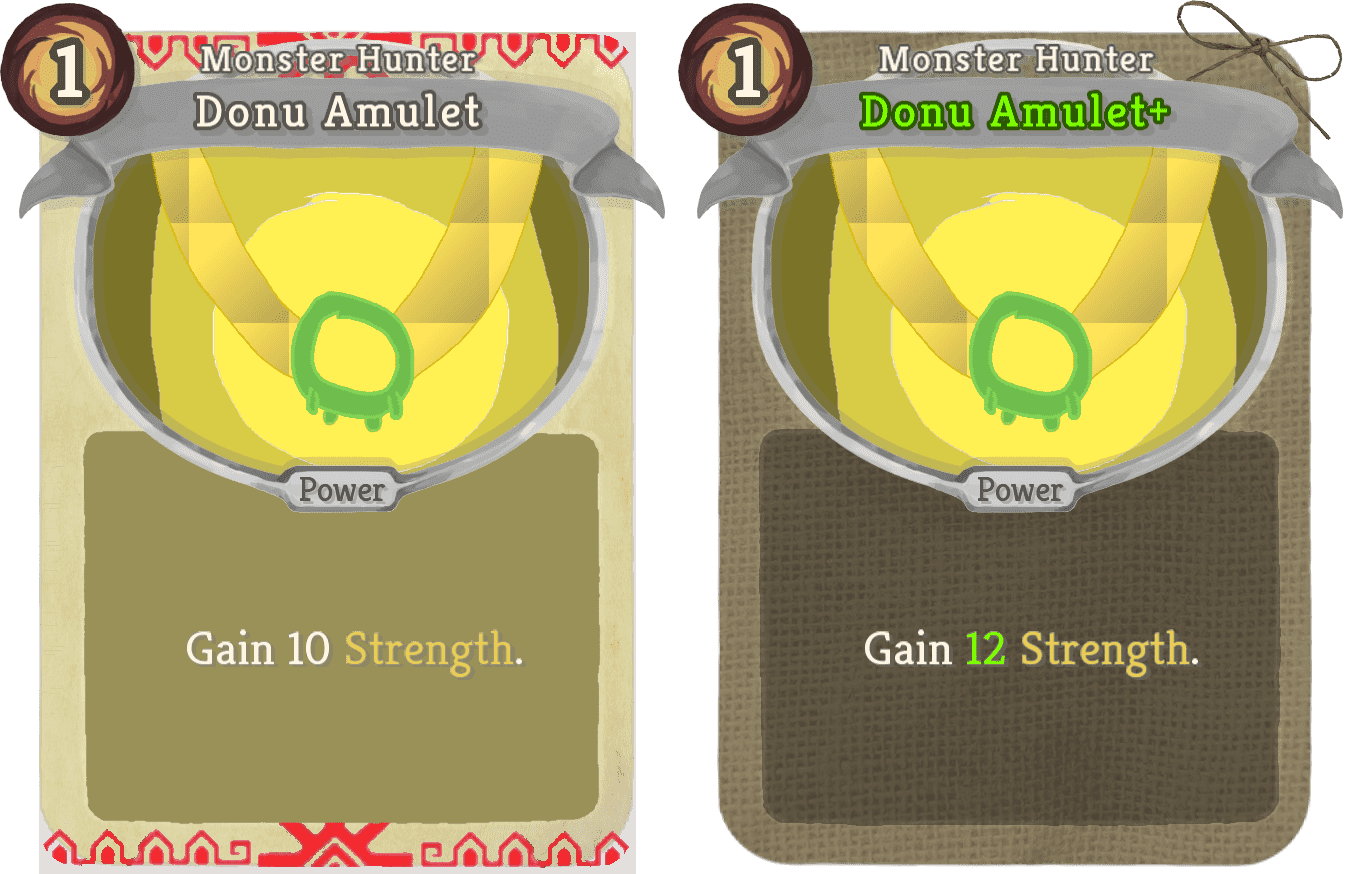 1
Monster Hunter
Donu Amulet
Power
Gain 10 Strength.
1
Monster Hunter
Donu Amulet+
Power
Gain 12 Strength.